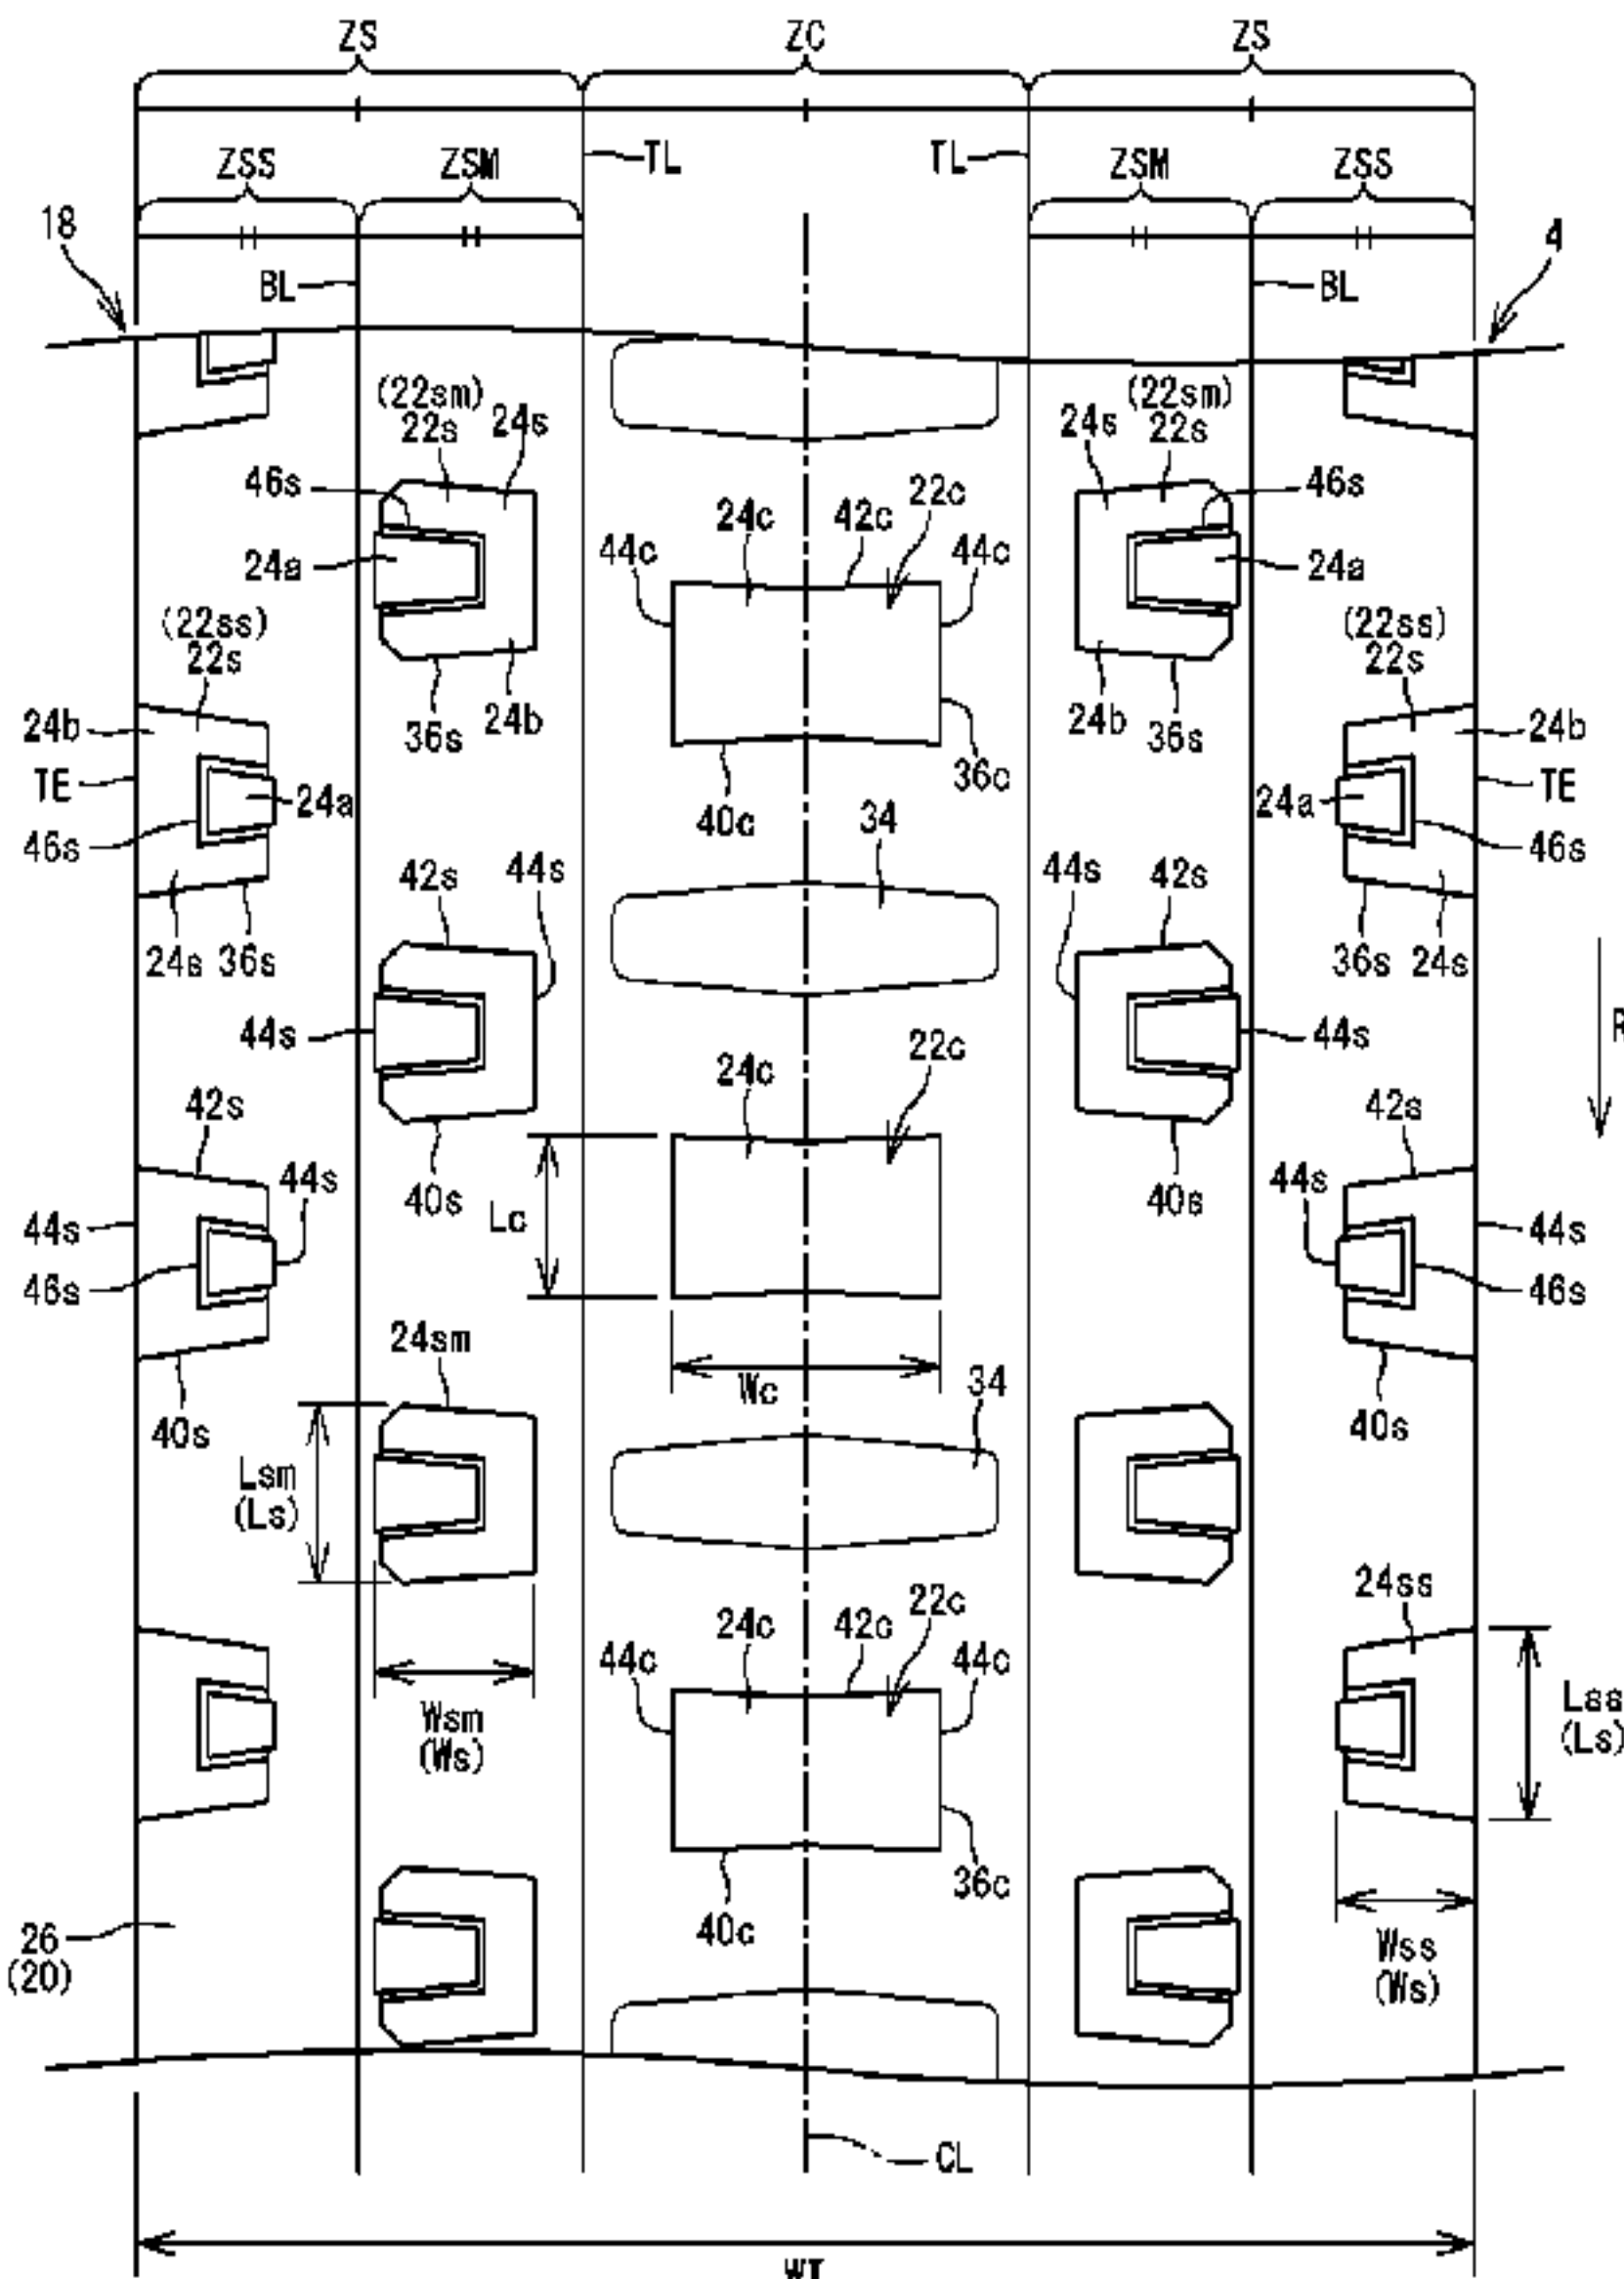 ZS ZC ZS
TL TL
ZSS ZSM ZSM ZSS
18 4
BL BL
(22sm) (22sm)
22s 24s 24s 22s
46s 24c 42c 22c 46s
44c 44c
24a 24a
(22ss) (22ss)
22s 22s
24b 36s 24b 24b 36s 24b
TE 24a 36c 24a TE
40c
46s 34 46s
42s 44s 44s 42s
24s 36s 36s 24s
R
44s 24c 22c 44s
42s 42s
44s 40s 40s 44s
44s Lc 44s
46s 46s
24sm
Wc 34
40s 40s
Lsm
(Ls)
24ss
24c 42c 22c
44c 44c
Wsm
(Ws)
Lss
(Ls)
36c
40c
26
(20)
Wss
(Ws)
CL
WT